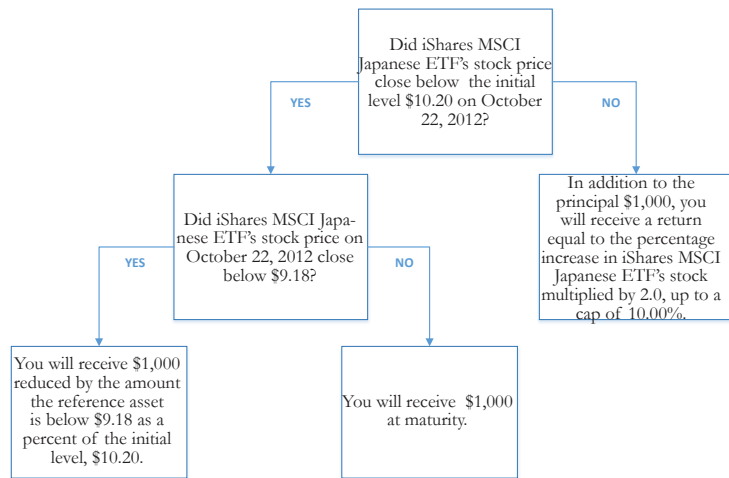 Did iShares MSCI
Japanese ETF's stock price
close below the initial
level $10.20 on October
22, 2012?
YES
NO
Did iShares MSCI Japa-
nese ETF's stock price on
October 22, 2012 close
below $9.18?
In addition to the
principal $1,000, you
will receive a return
equal to the percentage
increase in iShares MSCI
Japanese ETF's stock
multiplied by 2.0, up to a
cap of 10.00%.
YES
NO
You will receive $1,000
reduced by the amount
the reference asset
is below $9.18 as a
percent of the initial
level, $10.20.
You will receive $1,000
at maturity.